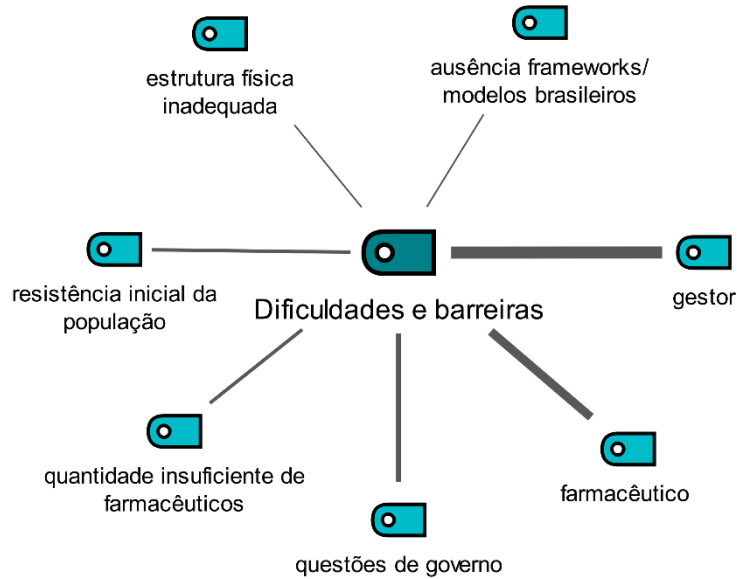 estrutura física
inadequada
ausência frameworks/
modelos brasileiros
resistência inicial da
população
Dificuldades e barreiras
gestor
quantidade insuficiente de
farmacêuticos
farmacêutico
questões de governo